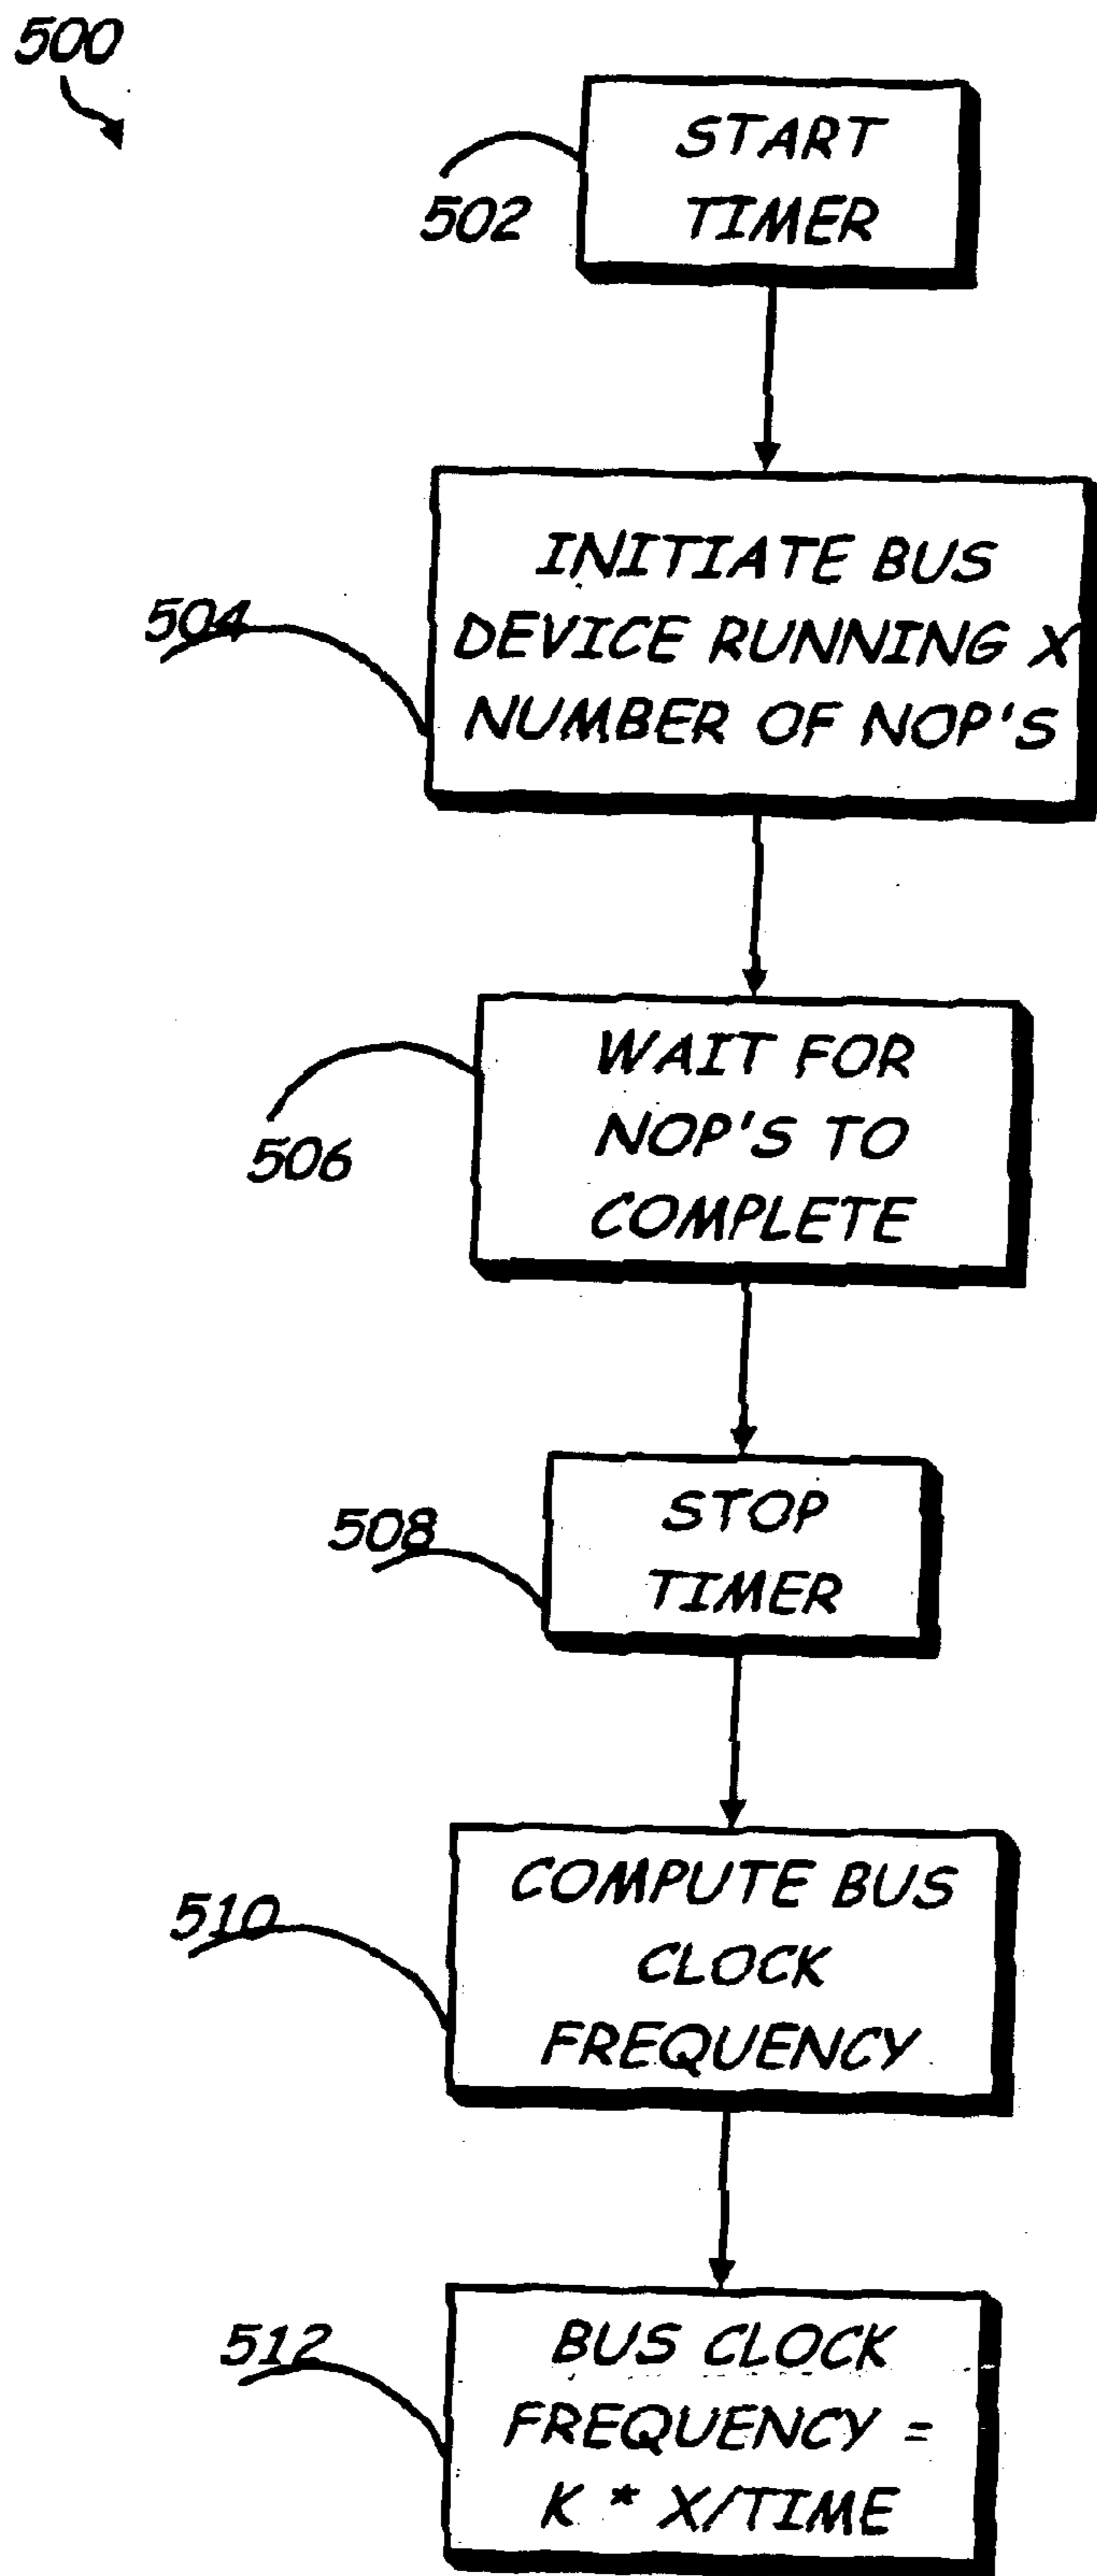 500
START
TIMER
502
INITIATE BUS
DEVICE RUNNING X
NUMBER OF NOP'S
504
WAIT FOR
NOP'S TO
COMPLETE
506
STOP
TIMER
508
COMPUTE BUS
CLOCK
FREQUENCY
510
BUS CLOCK
FREQUENCY =
K * X/TIME
512